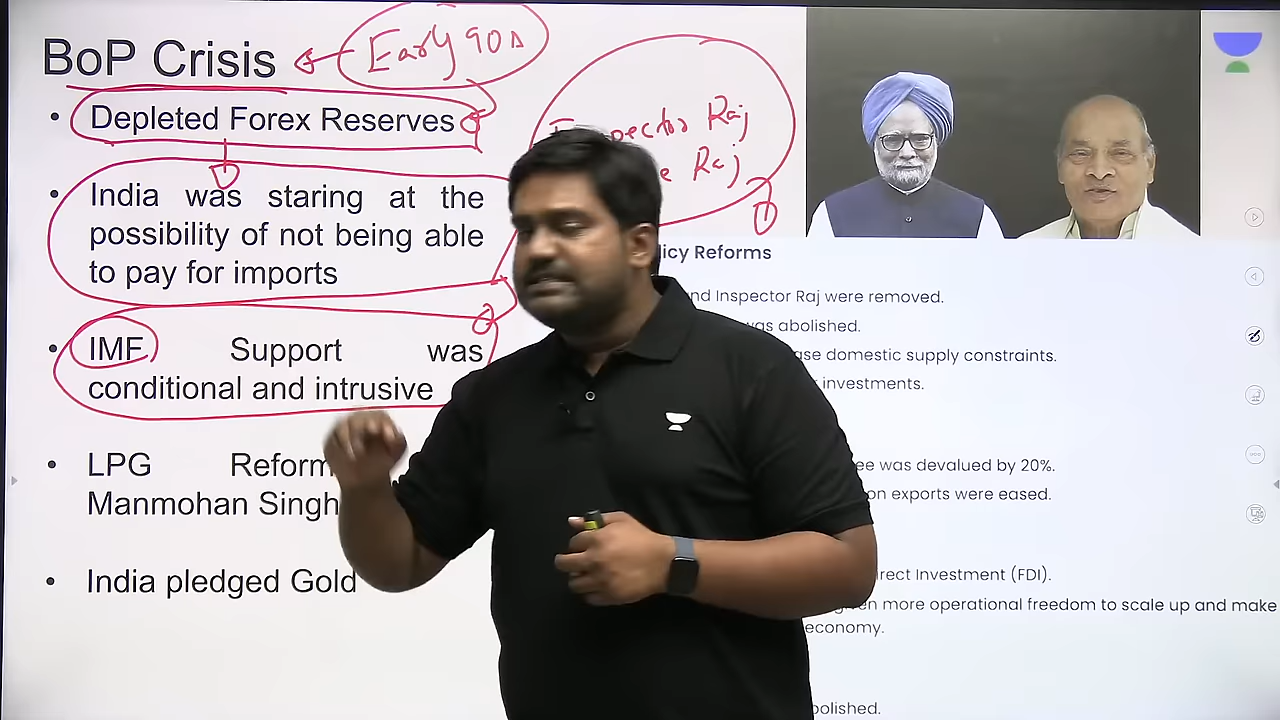 BoP Crisis
Early 90s
• Depleted Forex Reserves
• India was staring at the
possibility of not being able
to pay for imports
• IMF Support was
conditional and intrusive
• LPG Reform
Manmohan Singh
• India pledged Gold
Raj
Raj
licy Reforms
nd Inspector Raj were removed.
was abolished.
ase domestic supply constraints.
r investments.
ee was devalued by 20%.
on exports were eased.
irect Investment (FDI).
given more operational freedom to scale up and make
economy.
bolished.